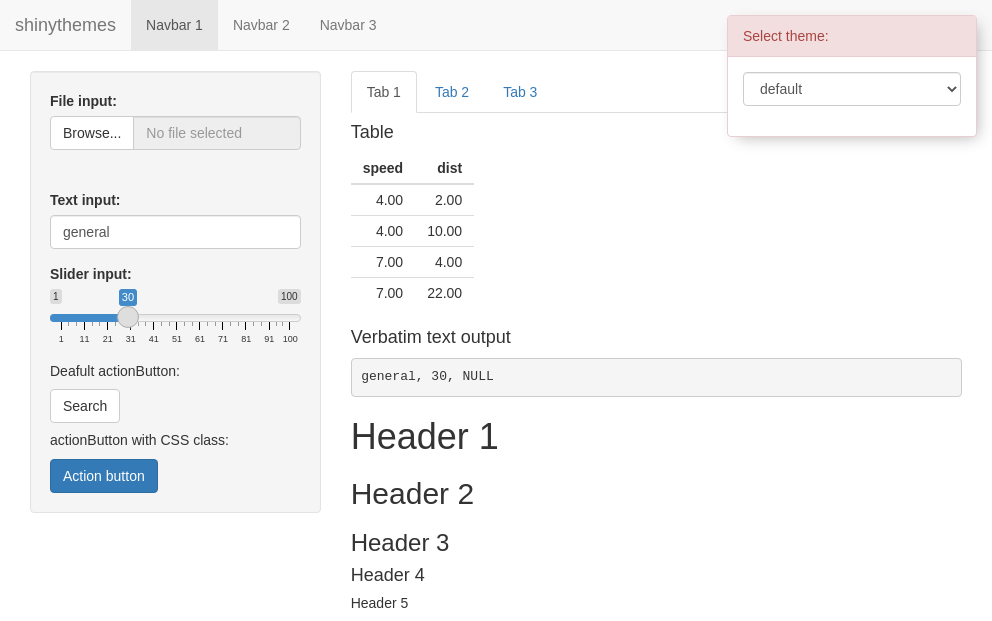 shinythemes Navbar 1 Navbar 2 Navbar 3
Select theme:
default
File input:
Browse... No file selected
Text input:
general
Slider input:
1 30 100
1 11 21 31 41 51 61 71 81 91 100
Deafult actionButton:
Search
actionButton with CSS class:
Action button
Tab 1 Tab 2 Tab 3
Table
speed dist
4.00 2.00
4.00 10.00
7.00 4.00
7.00 22.00
Verbatim text output
general, 30, NULL
Header 1
Header 2
Header 3
Header 4
Header 5